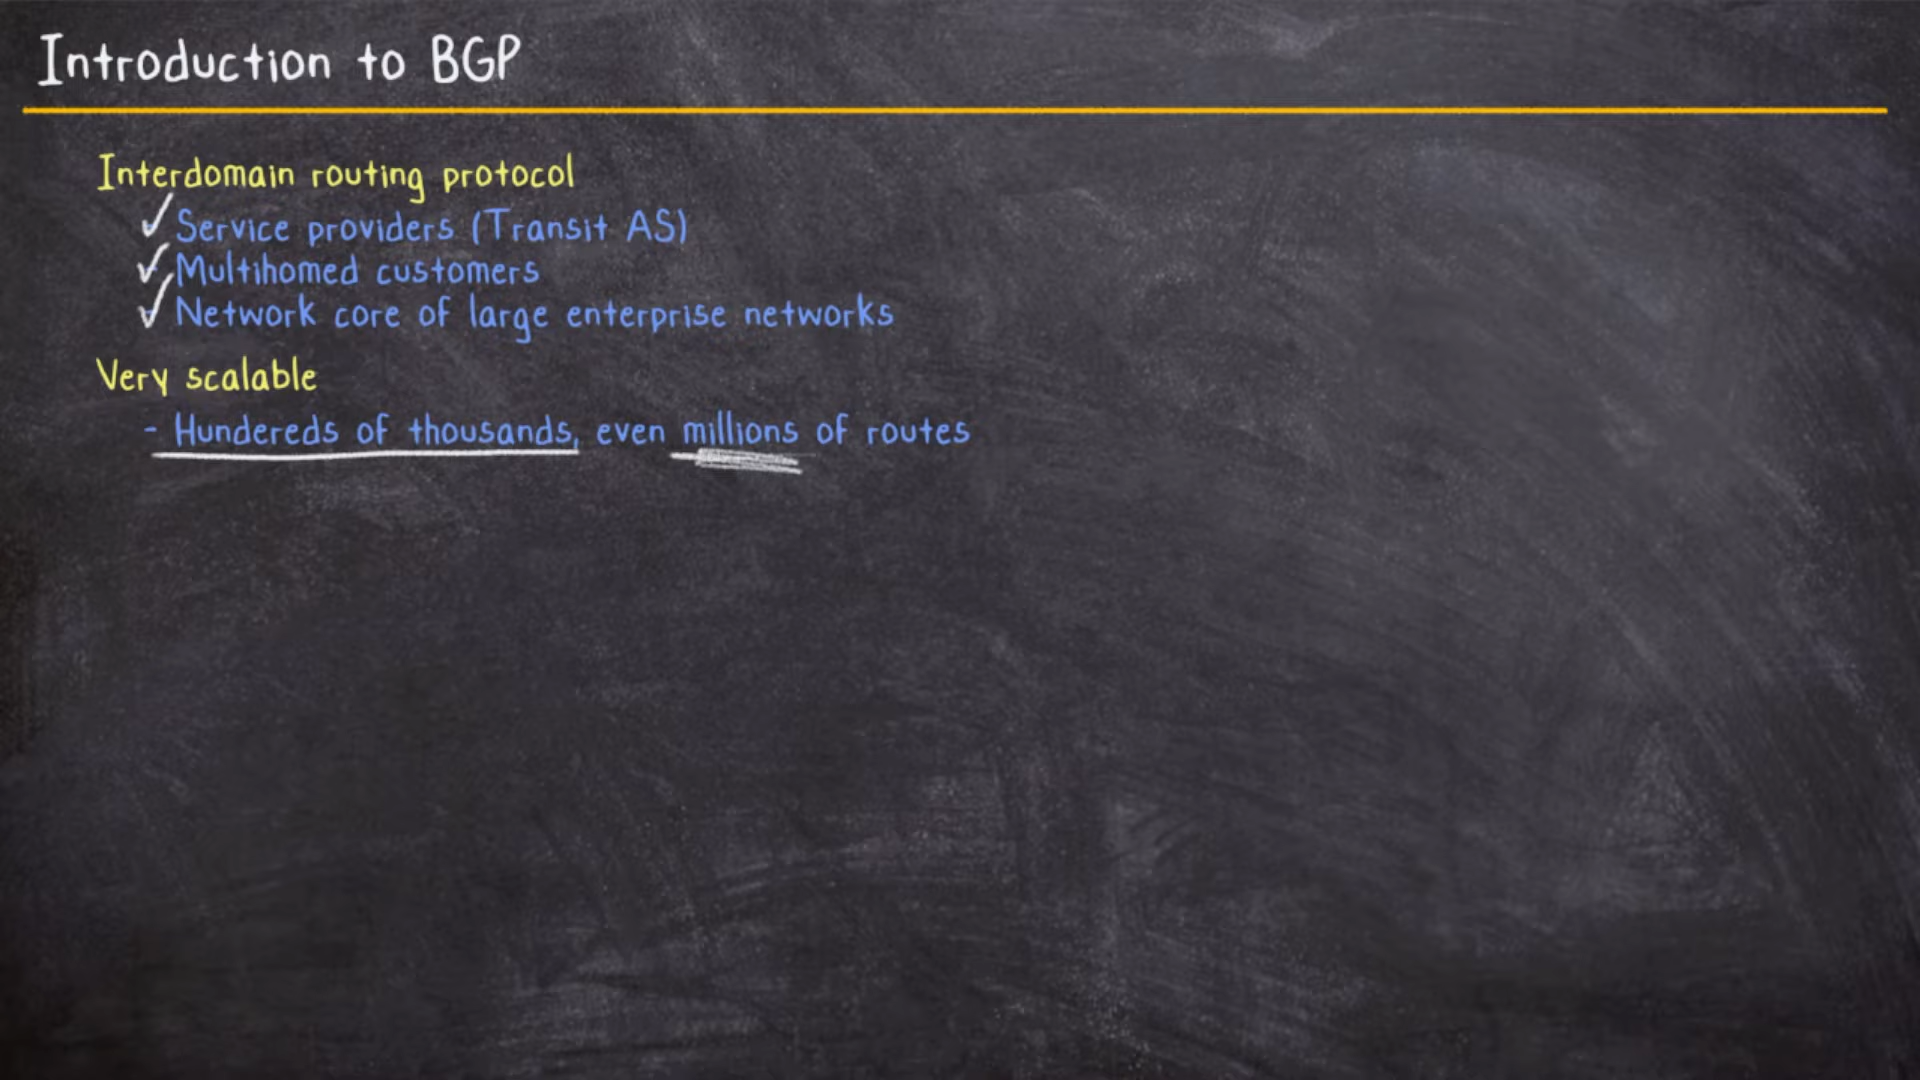 Introduction to BGP
Interdomain routing protocol
Service providers (Transit AS)
Multihomed customers
Network core of large enterprise networks
Very scalable
- Hundereds of thousands, even millions of routes